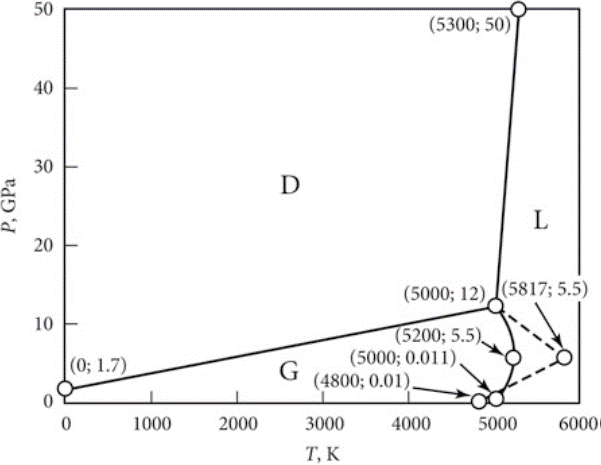 50
(5300; 50)
40
30
D
P, GPa
L
20
(5000; 12)
(5817; 5.5)
10
(5200; 5.5)
(0; 1.7)
(5000; 0.011)
G
(4800; 0.01)
0
0 1000 2000 3000 4000 5000 6000
T, K